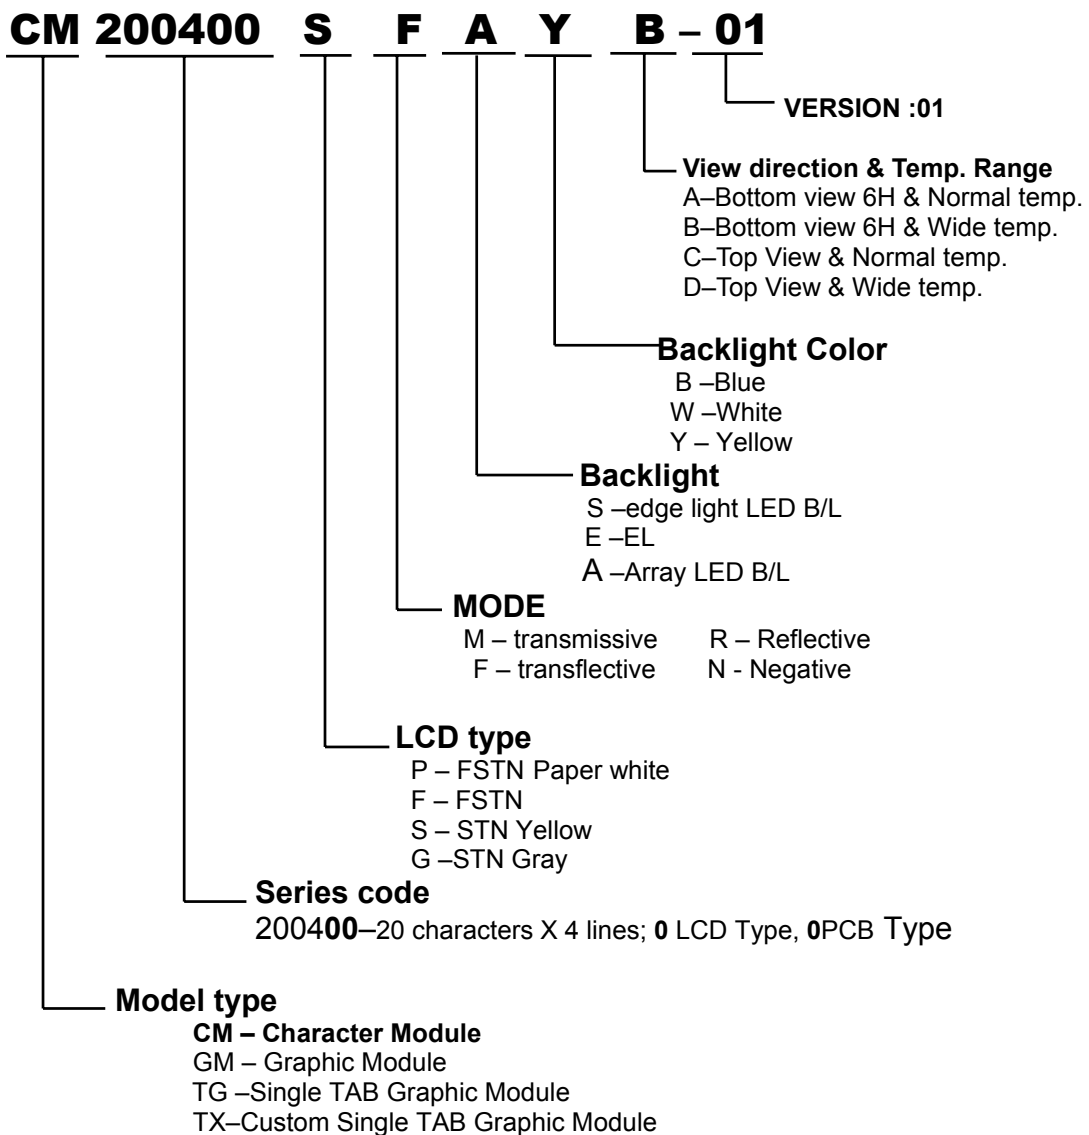 CM 200400 S F A Y B – 01
VERSION :01
View direction & Temp. Range
A–Bottom view 6H & Normal temp.
B–Bottom view 6H & Wide temp.
C–Top View & Normal temp.
D–Top View & Wide temp.
Backlight Color
B –Blue
W –White
Y – Yellow
Backlight
S –edge light LED B/L
E –EL
A –Array LED B/L
MODE
M – transmissive R – Reflective
F – transflective N - Negative
LCD type
P – FSTN Paper white
F – FSTN
S – STN Yellow
G –STN Gray
Series code
200400–20 characters X 4 lines; 0 LCD Type, 0PCB Type
Model type
CM – Character Module
GM – Graphic Module
TG –Single TAB Graphic Module
TX–Custom Single TAB Graphic Module